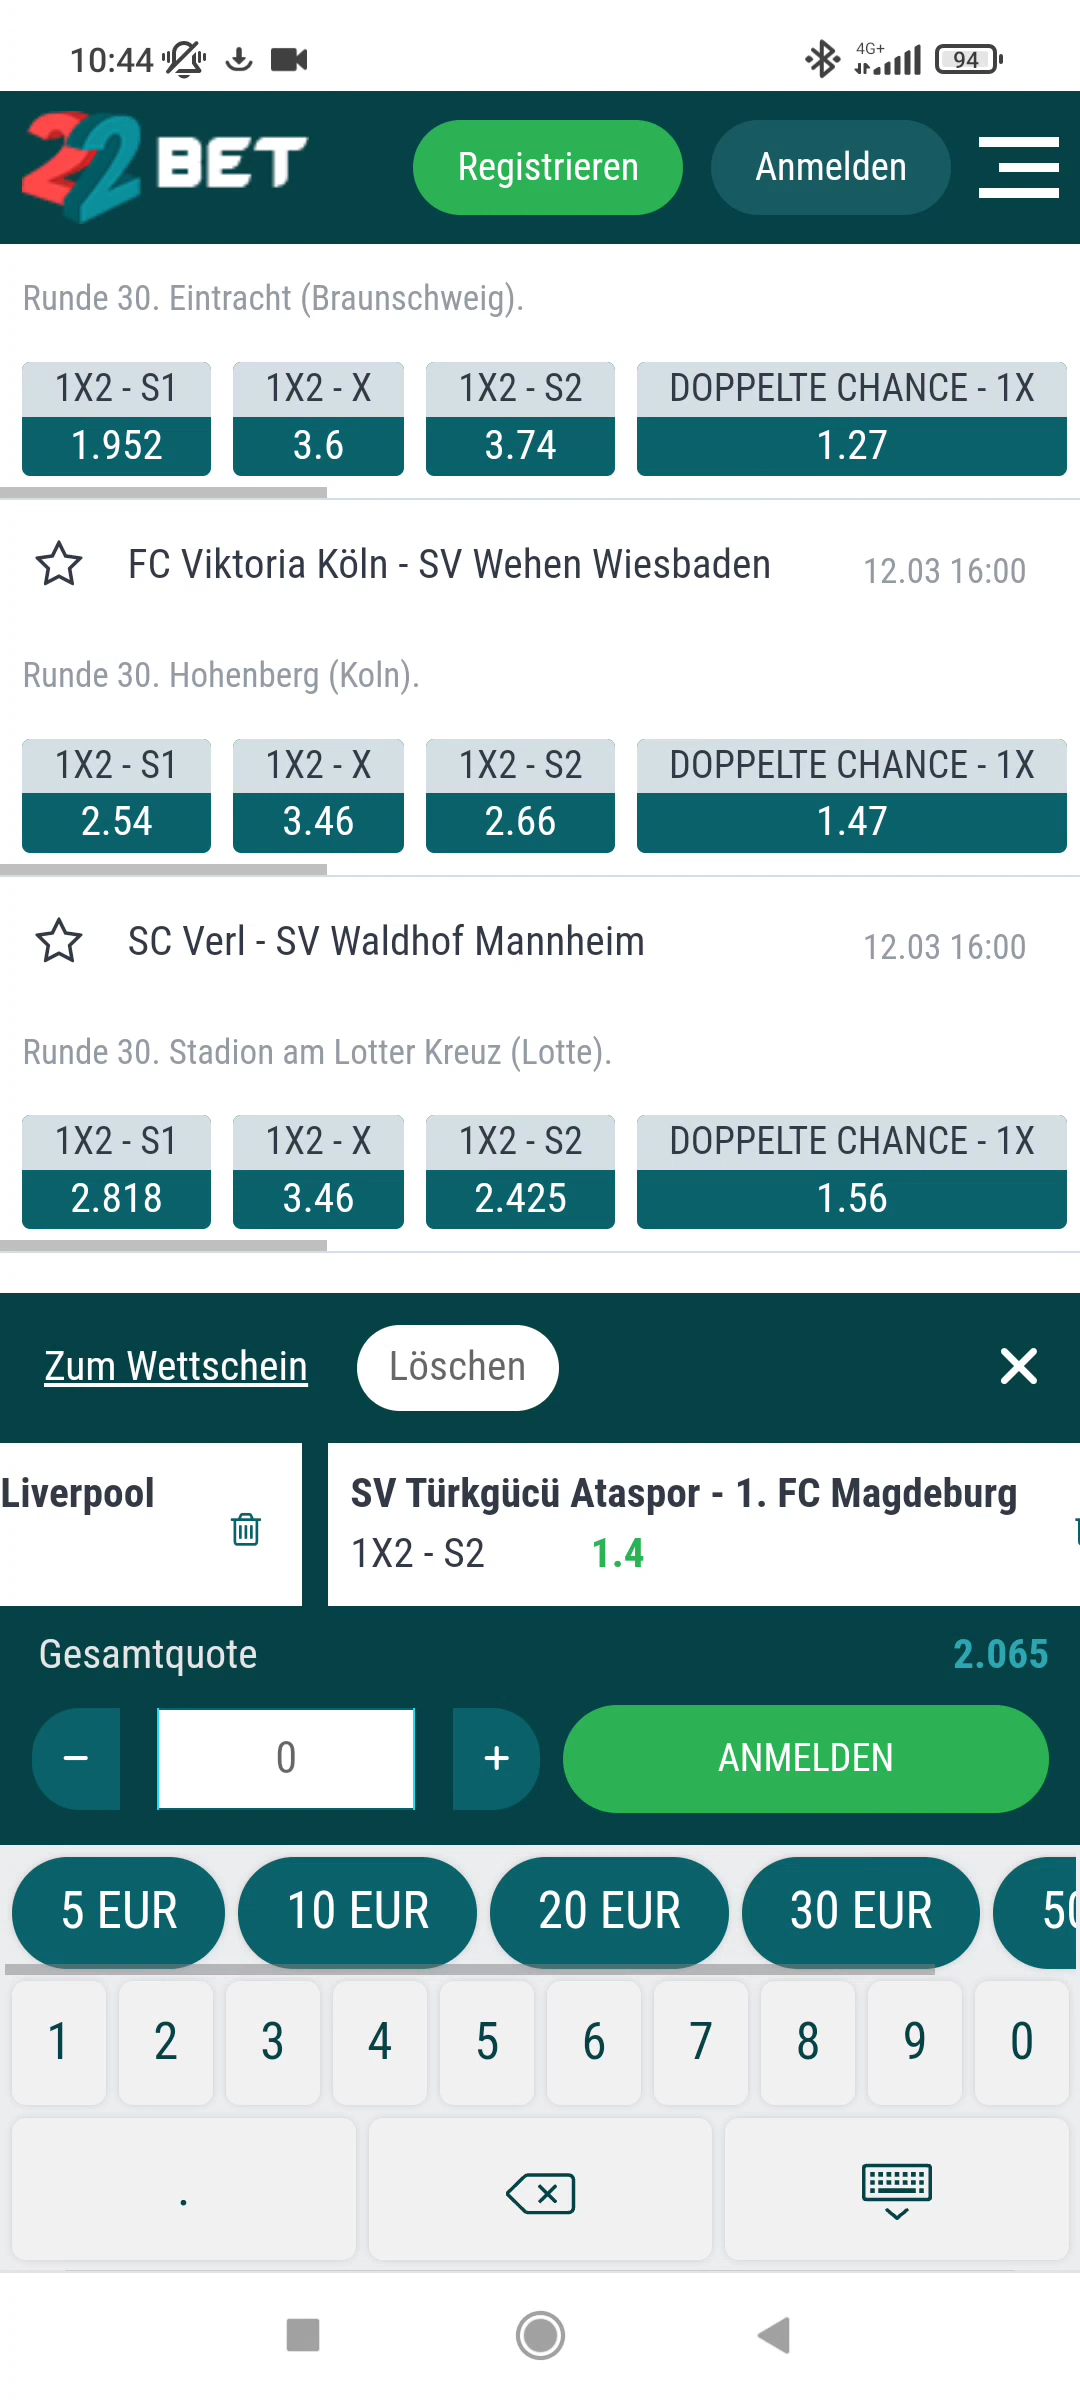 10:44 4G+ 94
22BET Registrieren Anmelden
Runde 30. Eintracht (Braunschweig).
1X2 - S1 1X2 - X 1X2 - S2 DOPPELTE CHANCE - 1X
1.952 3.6 3.74 1.27
FC Viktoria Köln - SV Wehen Wiesbaden 12.03 16:00
Runde 30. Hohenberg (Koln).
1X2 - S1 1X2 - X 1X2 - S2 DOPPELTE CHANCE - 1X
2.54 3.46 2.66 1.47
SC Verl - SV Waldhof Mannheim 12.03 16:00
Runde 30. Stadion am Lotter Kreuz (Lotte).
1X2 - S1 1X2 - X 1X2 - S2 DOPPELTE CHANCE - 1X
2.818 3.46 2.425 1.56
Zum Wettschein Löschen
Liverpool SV Türkgücü Ataspor - 1. FC Magdeburg
1X2 - S2 1.4
Gesamtquote 2.065
− 0 + ANMELDEN
5 EUR 10 EUR 20 EUR 30 EUR 50
1 2 3 4 5 6 7 8 9 0
.